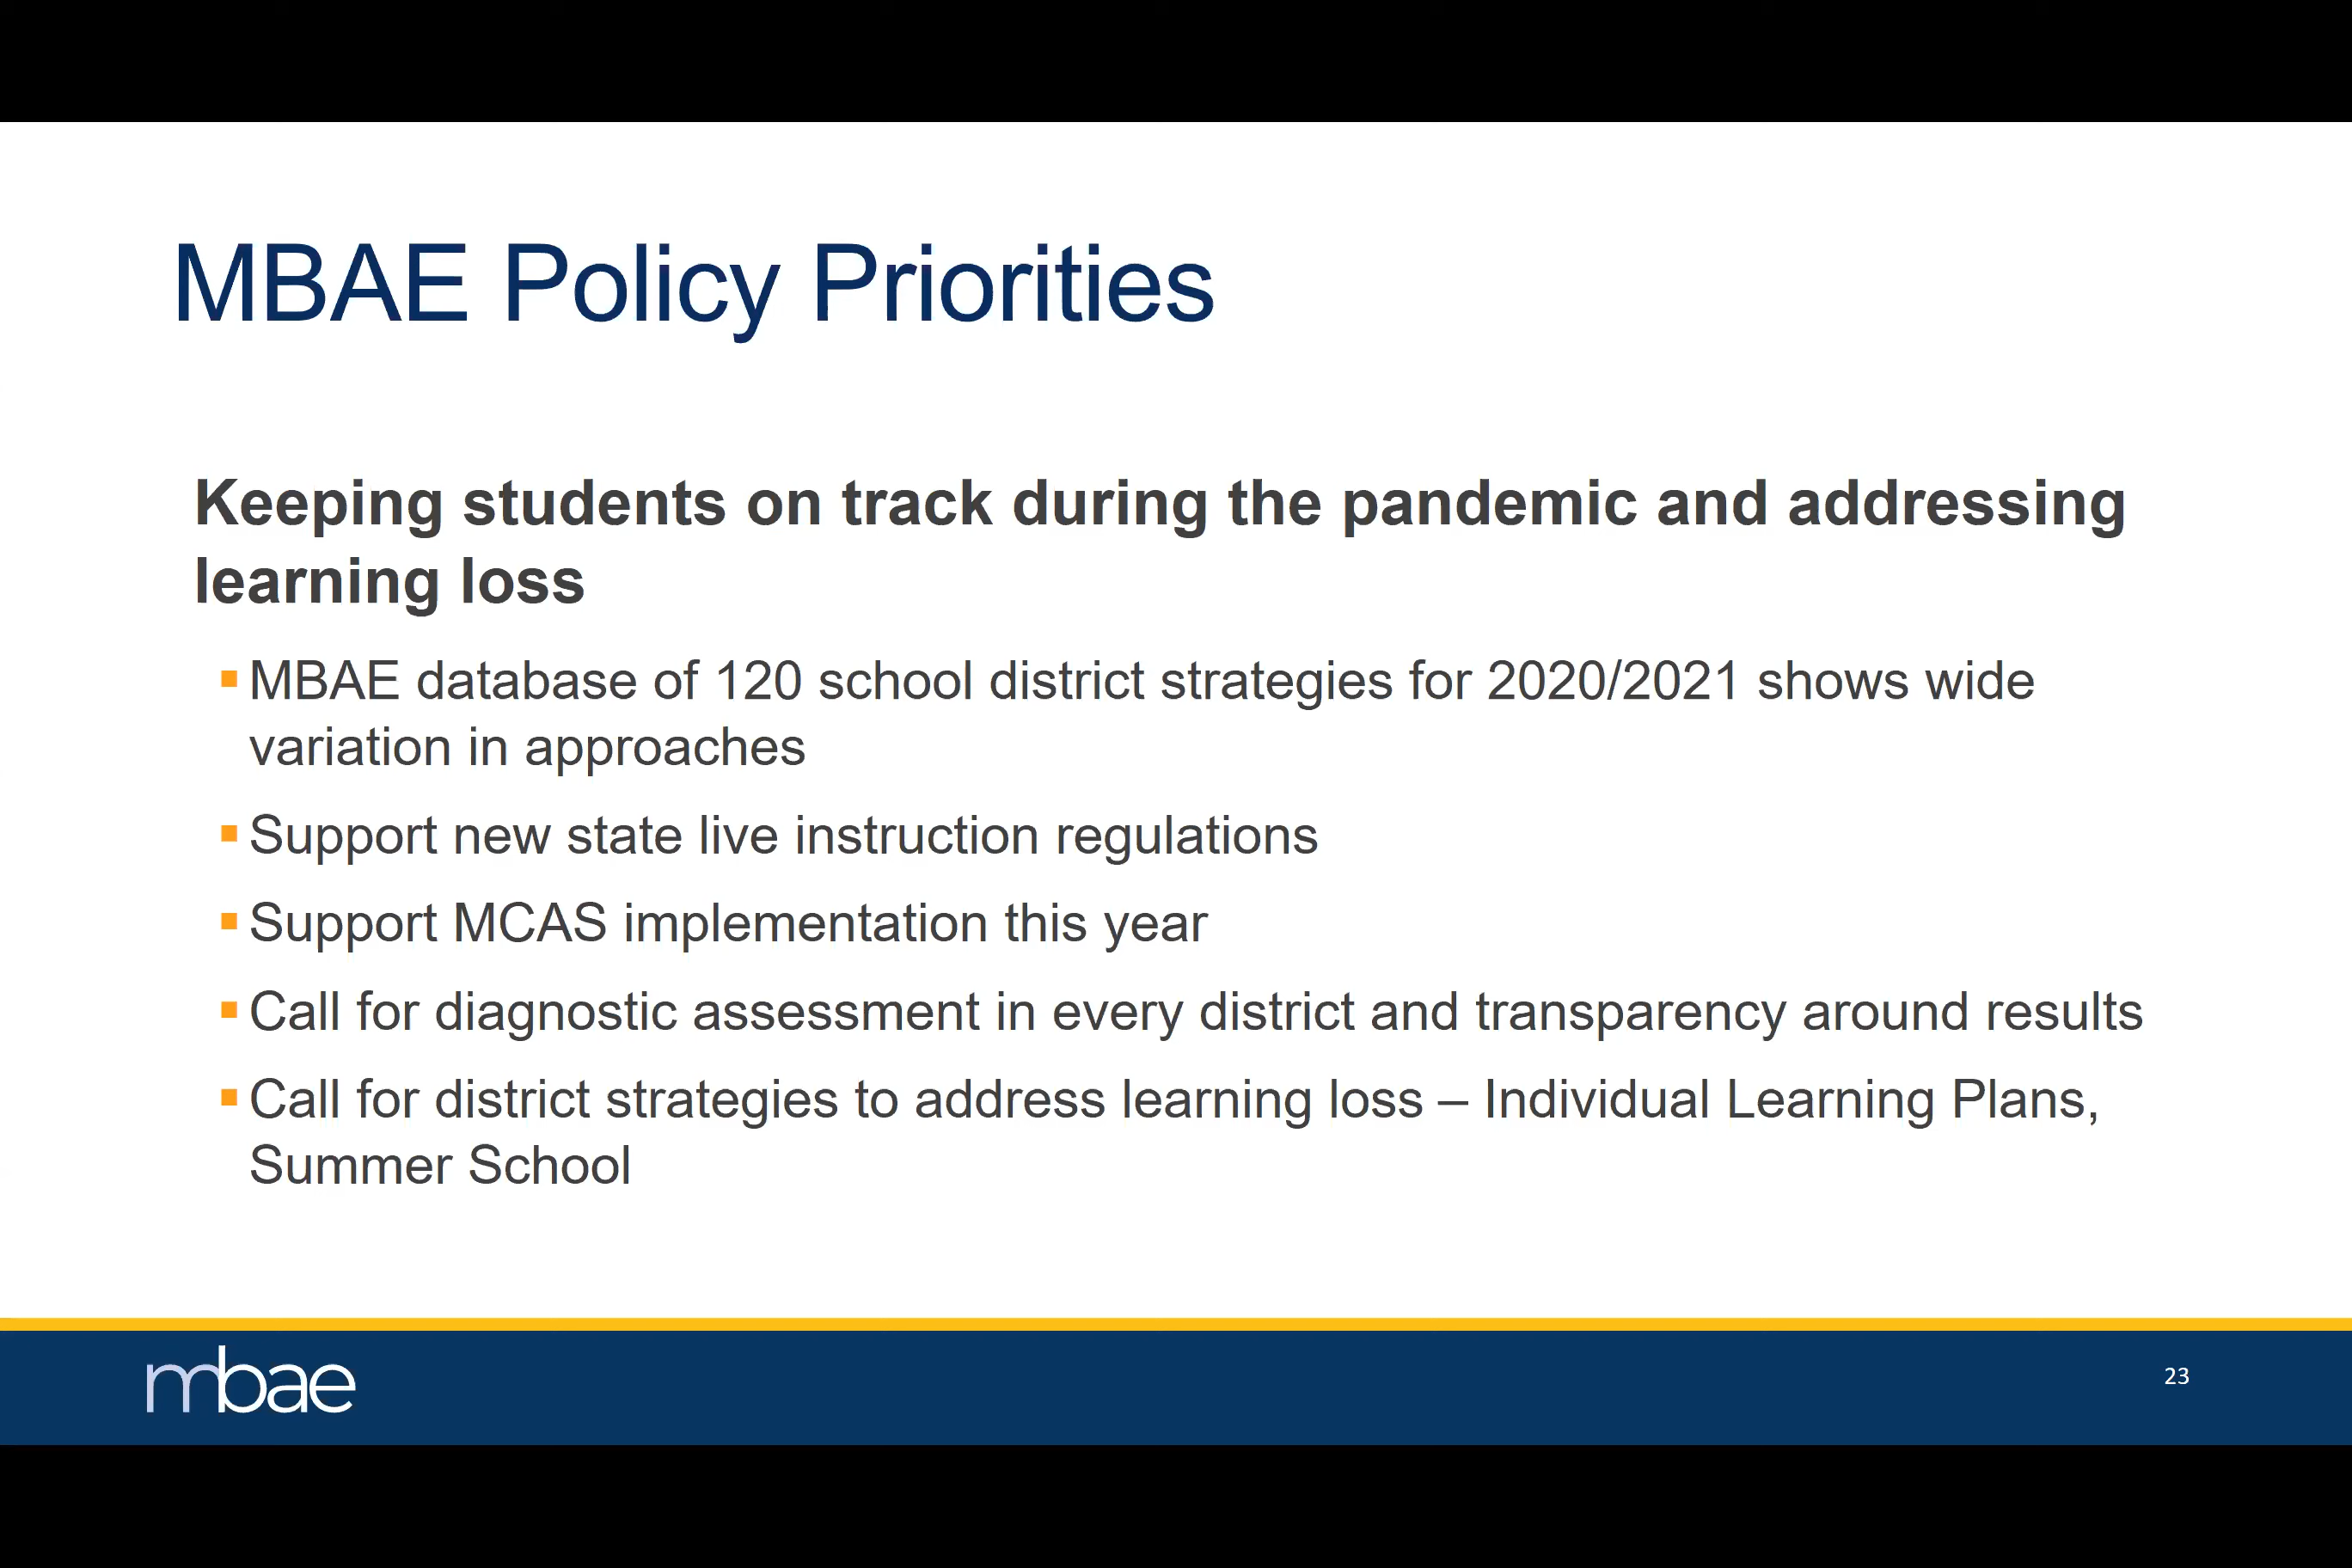 MBAE Policy Priorities
Keeping students on track during the pandemic and addressing
learning loss
▪MBAE database of 120 school district strategies for 2020/2021 shows wide
variation in approaches
▪Support new state live instruction regulations
▪Support MCAS implementation this year
▪Call for diagnostic assessment in every district and transparency around results
▪Call for district strategies to address learning loss – Individual Learning Plans,
Summer School
mbae
23